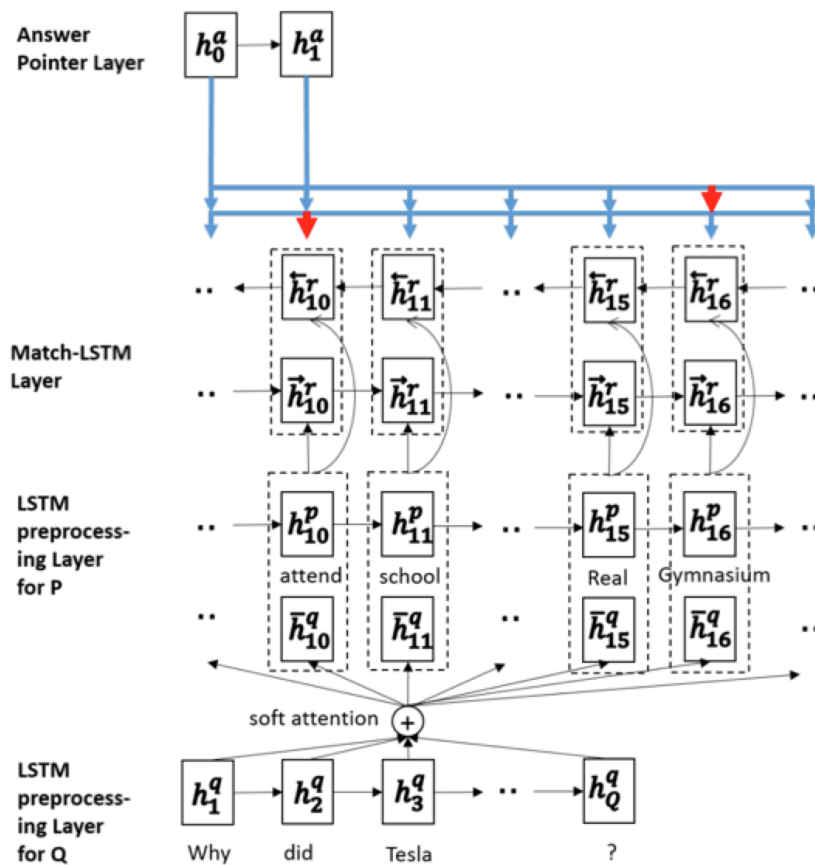 Answer
Pointer Layer
h_0^a h_1^a
.. h⃖_10^r h⃖_11^r .. h⃖_15^r h⃖_16^r ..
Match-LSTM
Layer
.. h⃗_10^r h⃗_11^r .. h⃗_15^r h⃗_16^r ..
LSTM
preprocess-
ing Layer
for P
.. h_10^p h_11^p .. h_15^p h_16^p ..
attend school Real Gymnasium
.. h̄_10^q h̄_11^q .. h̄_15^q h̄_16^q ..
soft attention +
LSTM
preprocess-
ing Layer
for Q
h_1^q h_2^q h_3^q .. h_Q^q
Why did Tesla ?